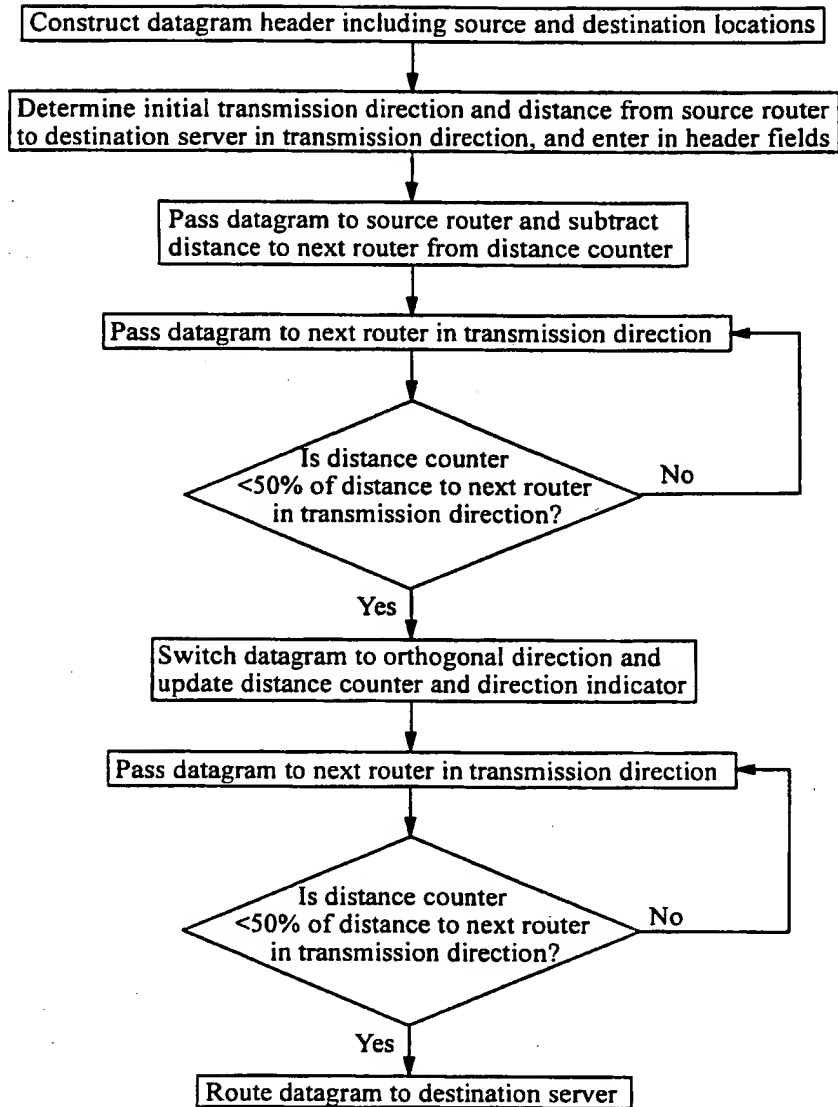 Construct datagram header including source and destination locations
Determine initial transmission direction and distance from source router
to destination server in transmission direction, and enter in header fields
Pass datagram to source router and subtract
distance to next router from distance counter
Pass datagram to next router in transmission direction
Is distance counter
<50% of distance to next router
in transmission direction?
No
Yes
Switch datagram to orthogonal direction and
update distance counter and direction indicator
Pass datagram to next router in transmission direction
Is distance counter
<50% of distance to next router
in transmission direction?
No
Yes
Route datagram to destination server